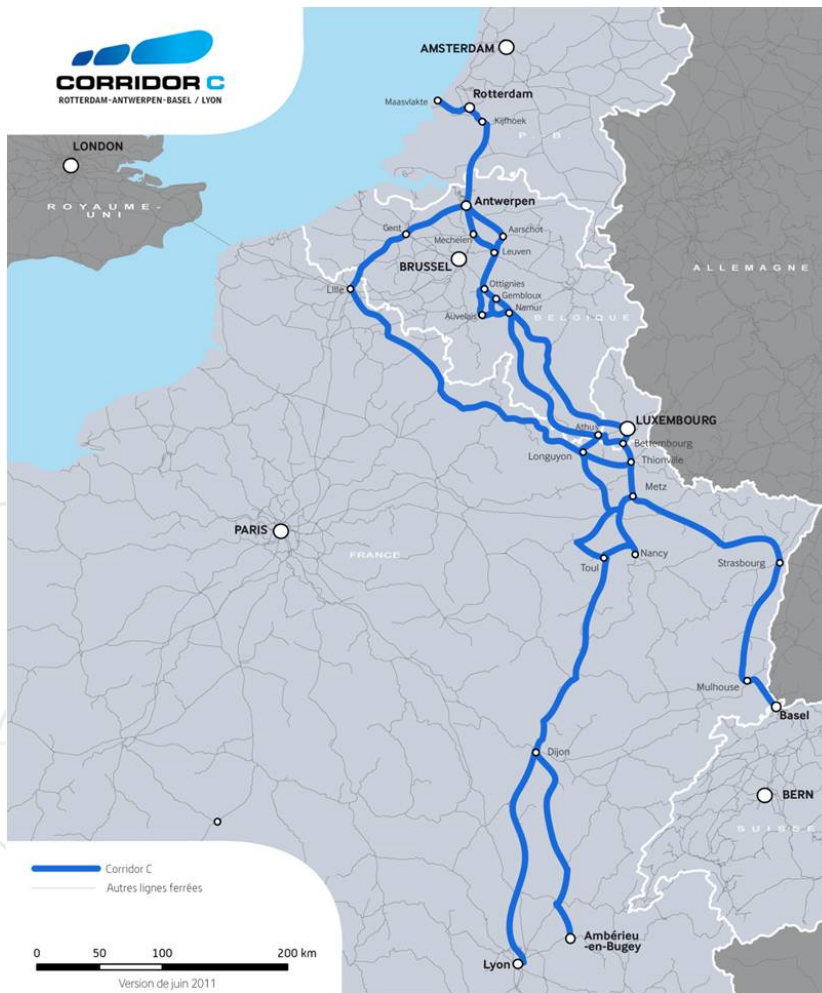 CORRIDOR C
ROTTERDAM-ANTWERPEN-BASEL / LYON
AMSTERDAM
Maasvlakte
Rotterdam
Kijfhoek
P. B.
LONDON
ROYAUME-
UNI
Antwerpen
Gent
Mechelen
Aarschot
Leuven
BRUSSEL
ALLEMAGNE
Lille
Ottignies
Gembloux
Auvelais
Namur
BELGIQUE
LUXEMBOURG
Athus
Bettembourg
Longuyon
Thionville
Metz
PARIS
FRANCE
Toul
Nancy
Strasbourg
Mulhouse
Basel
Dijon
BERN
SUISSE
Corridor C
Autres lignes ferrées
Ambérieu
-en-Bugey
Lyon
0 50 100 200 km
Version de juin 2011